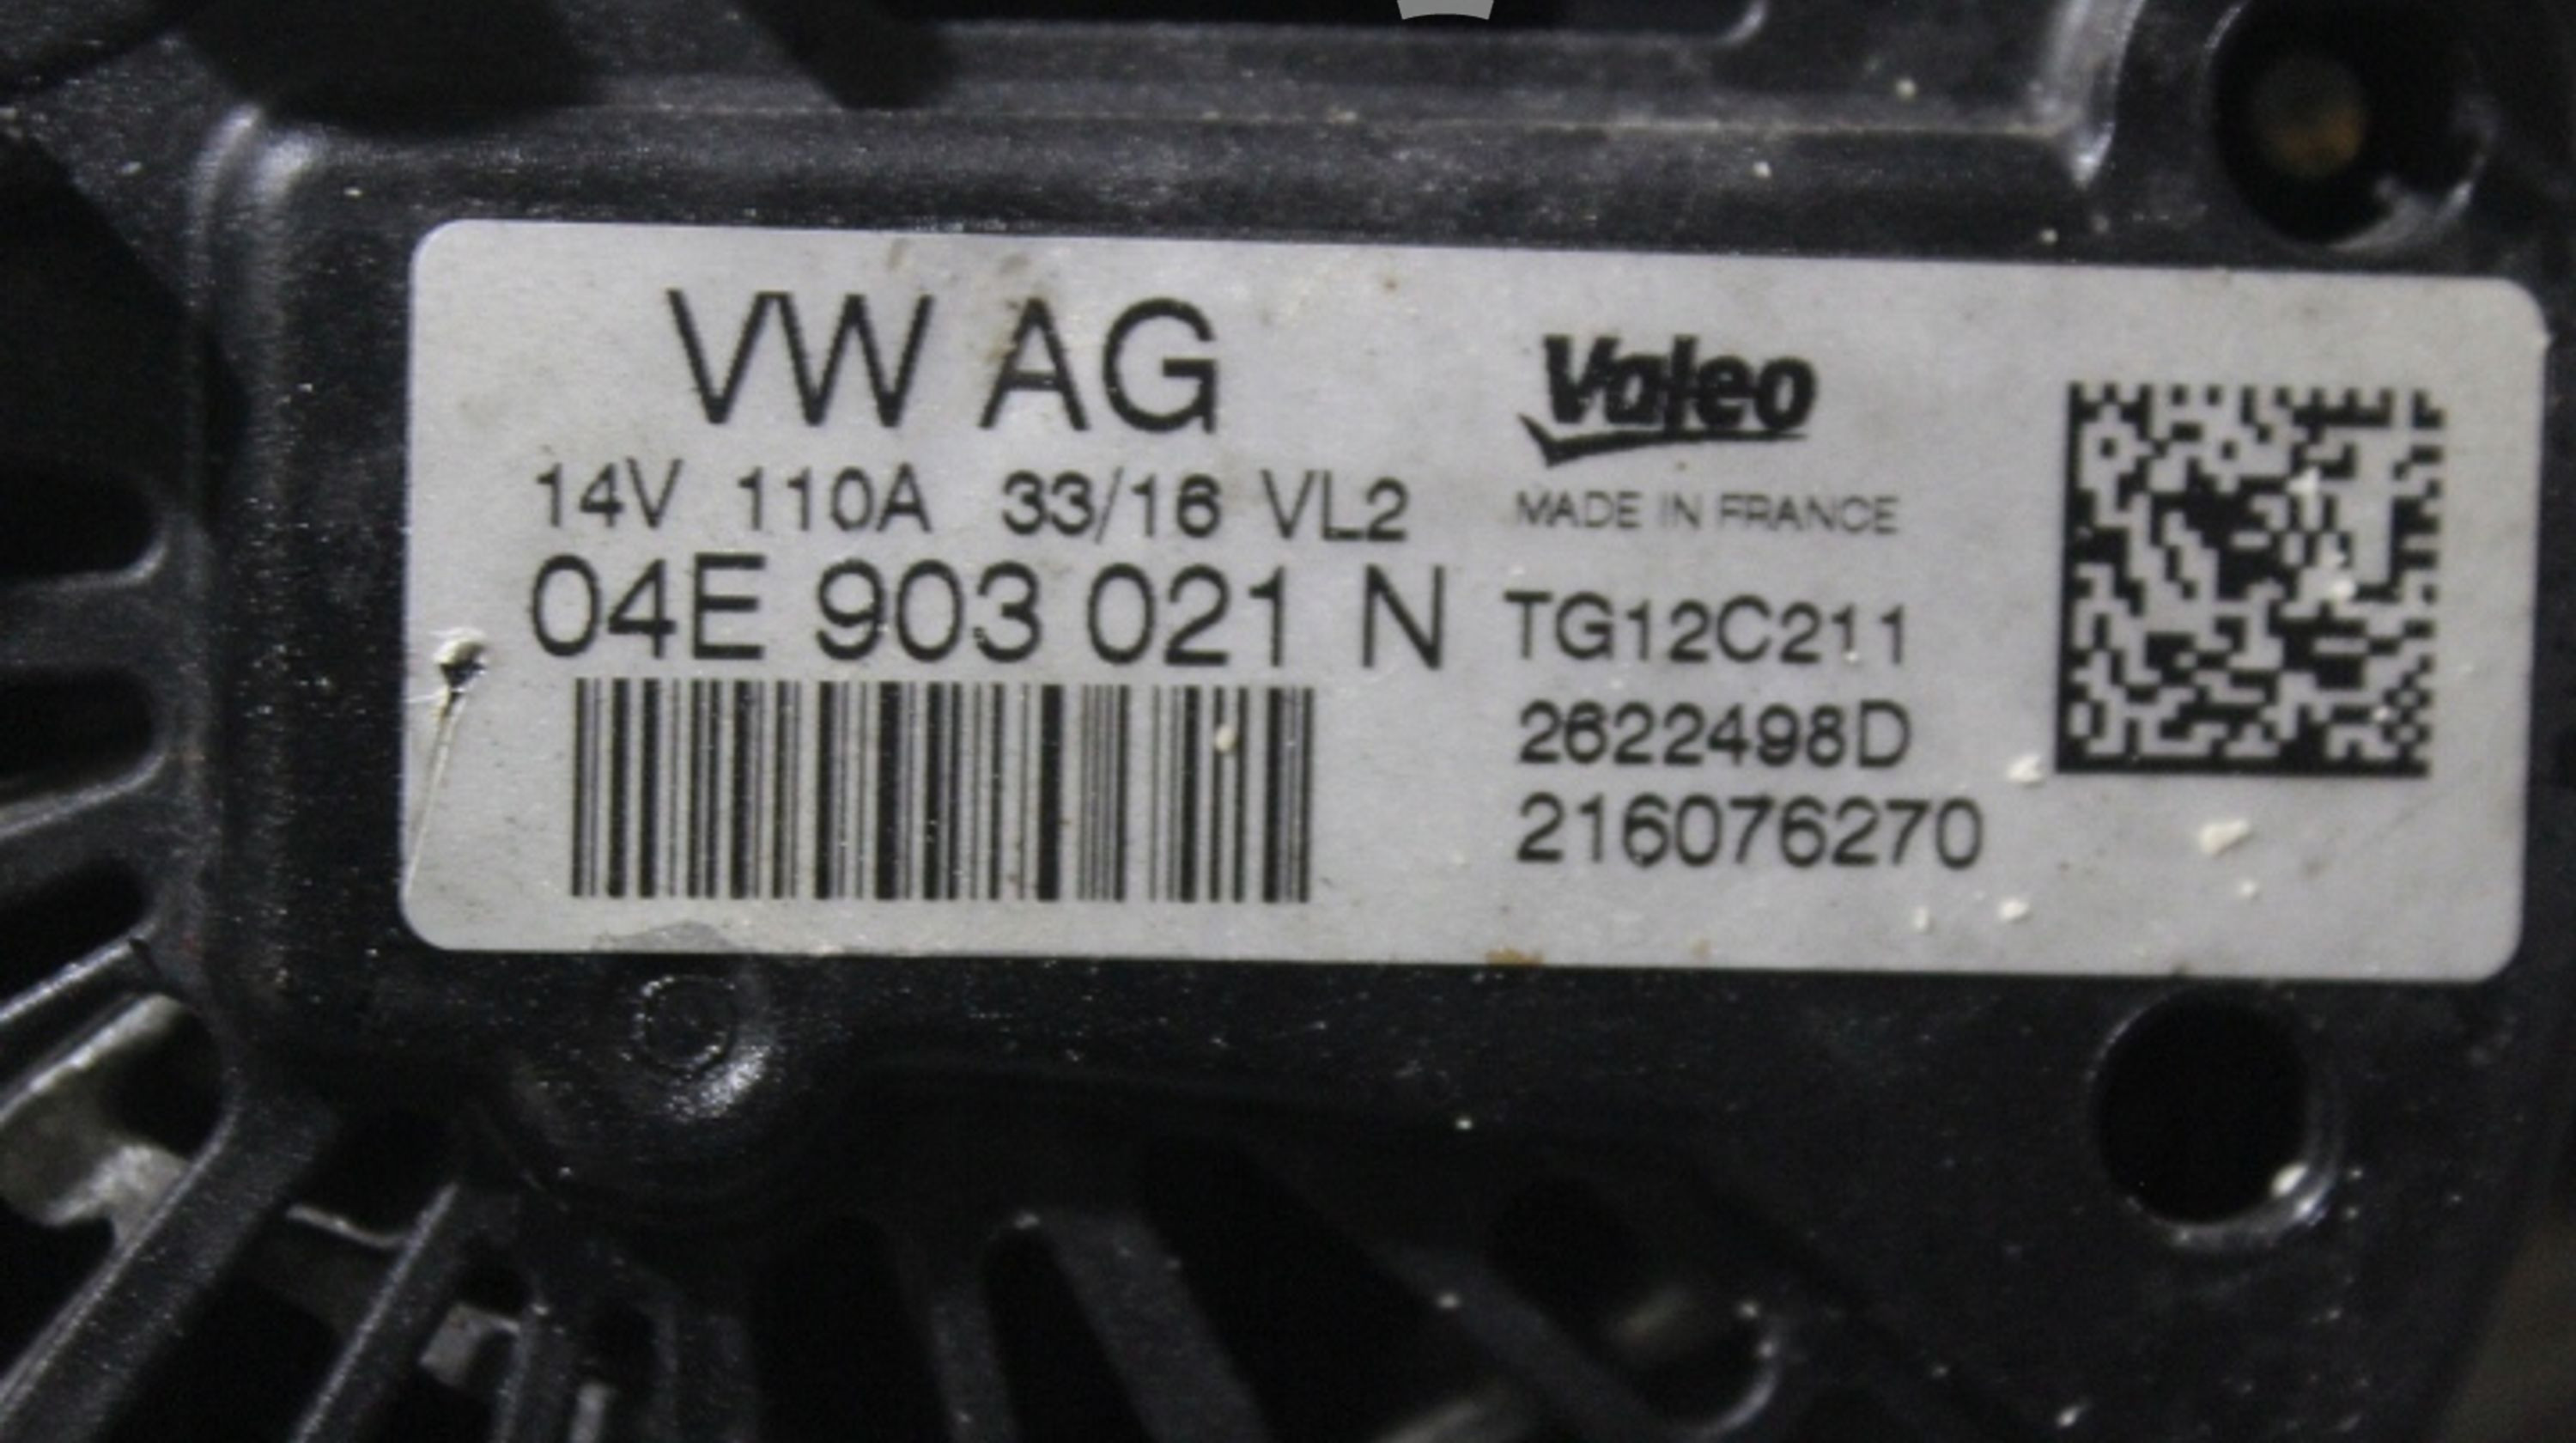 VW AG
14V 110A 33/16 VL2
04E 903 021 N
Valeo
MADE IN FRANCE
TG12C211
2622498D
216076270